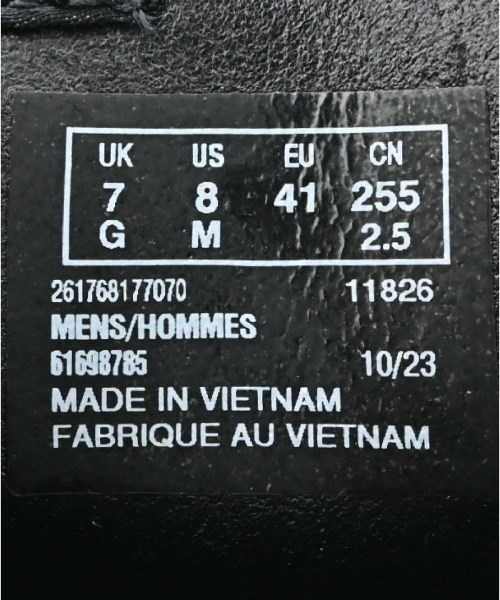 UK US EU CN
7 8 41 255
G M 2.5
261768177070 11826
MENS/HOMMES
61698785 10/23
MADE IN VIETNAM
FABRIQUE AU VIETNAM